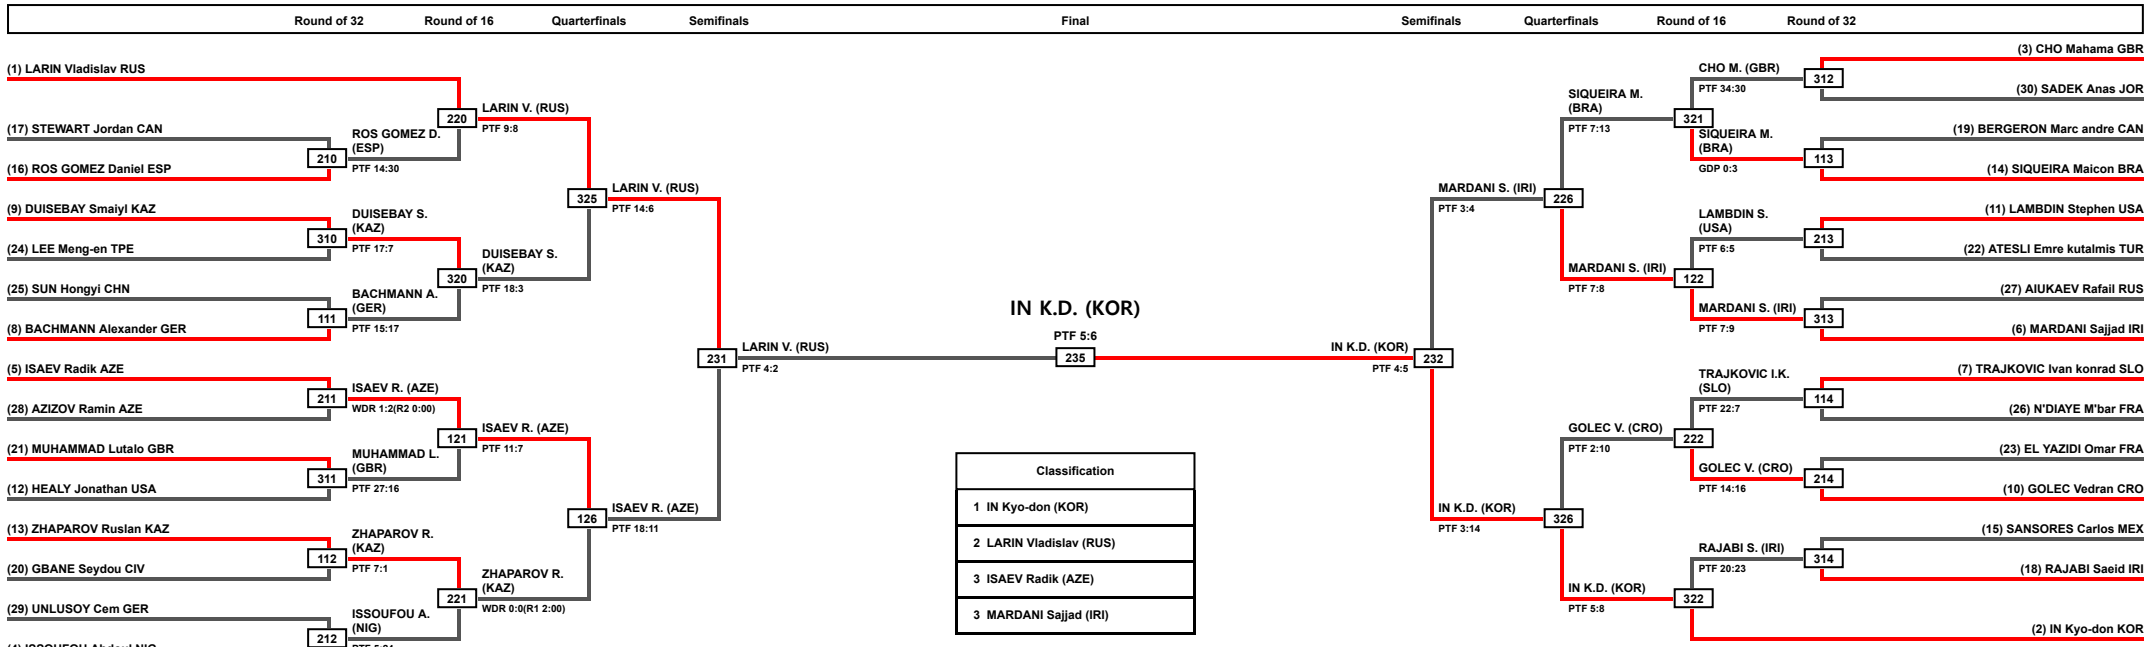 Round of 32 Round of 16 Quarterfinals Semifinals Final Semifinals Quarterfinals Round of 16 Round of 32
(1) LARIN Vladislav RUS
(17) STEWART Jordan CAN
(16) ROS GOMEZ Daniel ESP
(9) DUISEBAY Smaiyl KAZ
(24) LEE Meng-en TPE
(25) SUN Hongyi CHN
(8) BACHMANN Alexander GER
(5) ISAEV Radik AZE
(28) AZIZOV Ramin AZE
(21) MUHAMMAD Lutalo GBR
(12) HEALY Jonathan USA
(13) ZHAPAROV Ruslan KAZ
(20) GBANE Seydou CIV
(29) UNLUSOY Cem GER
210
ROS GOMEZ D.
(ESP)
PTF 14:30
310
DUISEBAY S.
(KAZ)
PTF 17:7
111
BACHMANN A.
(GER)
PTF 15:17
211
ISAEV R. (AZE)
WDR 1:2(R2 0:00)
311
MUHAMMAD L.
(GBR)
PTF 27:16
112
ZHAPAROV R.
(KAZ)
PTF 7:1
212
ISSOUFOU A.
(NIG)
220
LARIN V. (RUS)
PTF 9:8
320
DUISEBAY S.
(KAZ)
PTF 18:3
121
ISAEV R. (AZE)
PTF 11:7
221
ZHAPAROV R.
(KAZ)
WDR 0:0(R1 2:00)
325
LARIN V. (RUS)
PTF 14:6
126
ISAEV R. (AZE)
PTF 18:11
231
LARIN V. (RUS)
PTF 4:2
IN K.D. (KOR)
PTF 5:6
235
Classification
1 IN Kyo-don (KOR)
2 LARIN Vladislav (RUS)
3 ISAEV Radik (AZE)
3 MARDANI Sajjad (IRI)
IN K.D. (KOR)
PTF 4:5
232
MARDANI S. (IRI)
PTF 3:4
226
IN K.D. (KOR)
PTF 3:14
326
SIQUEIRA M.
(BRA)
PTF 7:13
321
MARDANI S. (IRI)
PTF 7:8
122
GOLEC V. (CRO)
PTF 2:10
222
IN K.D. (KOR)
PTF 5:8
322
CHO M. (GBR)
PTF 34:30
312
SIQUEIRA M.
(BRA)
GDP 0:3
113
LAMBDIN S.
(USA)
PTF 6:5
213
MARDANI S. (IRI)
PTF 7:9
313
TRAJKOVIC I.K.
(SLO)
PTF 22:7
114
GOLEC V. (CRO)
PTF 14:16
214
RAJABI S. (IRI)
PTF 20:23
314
(3) CHO Mahama GBR
(30) SADEK Anas JOR
(19) BERGERON Marc andre CAN
(14) SIQUEIRA Maicon BRA
(11) LAMBDIN Stephen USA
(22) ATESLI Emre kutalmis TUR
(27) AIUKAEV Rafail RUS
(6) MARDANI Sajjad IRI
(7) TRAJKOVIC Ivan konrad SLO
(26) N'DIAYE M'bar FRA
(23) EL YAZIDI Omar FRA
(10) GOLEC Vedran CRO
(15) SANSORES Carlos MEX
(18) RAJABI Saeid IRI
(2) IN Kyo-don KOR